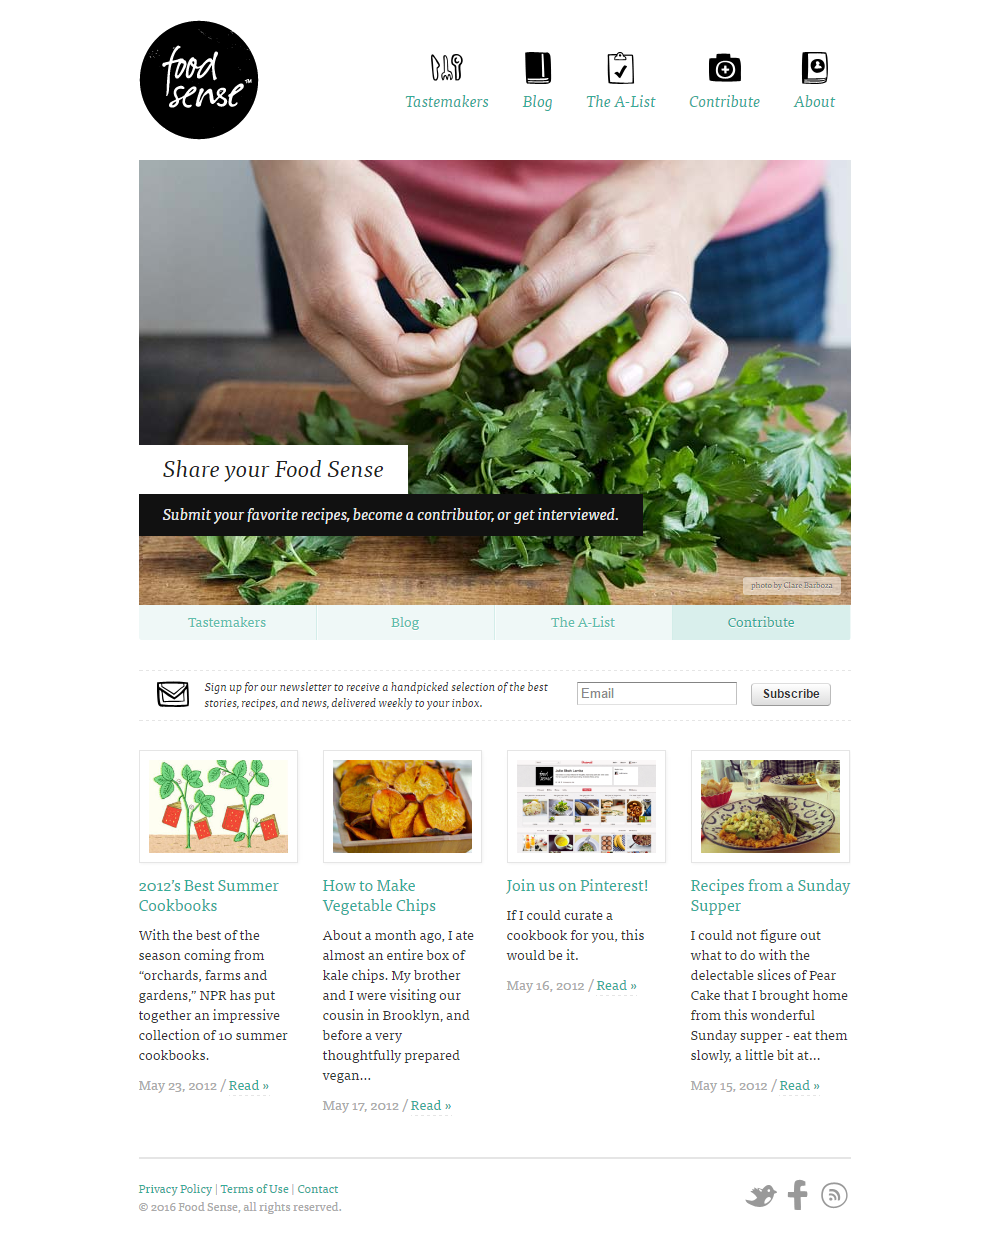 food
sense™
Tastemakers
Blog
The A-List
Contribute
About
Share your Food Sense
Submit your favorite recipes, become a contributor, or get interviewed.
photo by Clare Barboza
Tastemakers
Blog
The A-List
Contribute
Sign up for our newsletter to receive a handpicked selection of the best
stories, recipes, and news, delivered weekly to your inbox.
Email
Subscribe
2012’s Best Summer
Cookbooks
With the best of the
season coming from
“orchards, farms and
gardens,” NPR has put
together an impressive
collection of 10 summer
cookbooks.
May 23, 2012 / Read »
How to Make
Vegetable Chips
About a month ago, I ate
almost an entire box of
kale chips. My brother
and I were visiting our
cousin in Brooklyn, and
before a very
thoughtfully prepared
vegan...
May 17, 2012 / Read »
Join us on Pinterest!
If I could curate a
cookbook for you, this
would be it.
May 16, 2012 / Read »
Recipes from a Sunday
Supper
I could not figure out
what to do with the
delectable slices of Pear
Cake that I brought home
from this wonderful
Sunday supper - eat them
slowly, a little bit at...
May 15, 2012 / Read »
Privacy Policy | Terms of Use | Contact
© 2016 Food Sense, all rights reserved.